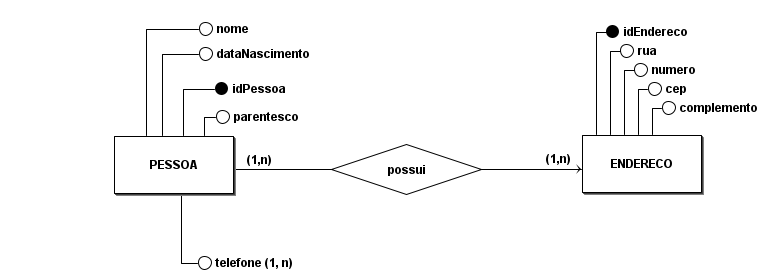 nome
dataNascimento
idPessoa
parentesco
PESSOA
(1,n)
possui
(1,n)
ENDERECO
idEndereco
rua
numero
cep
complemento
telefone (1, n)